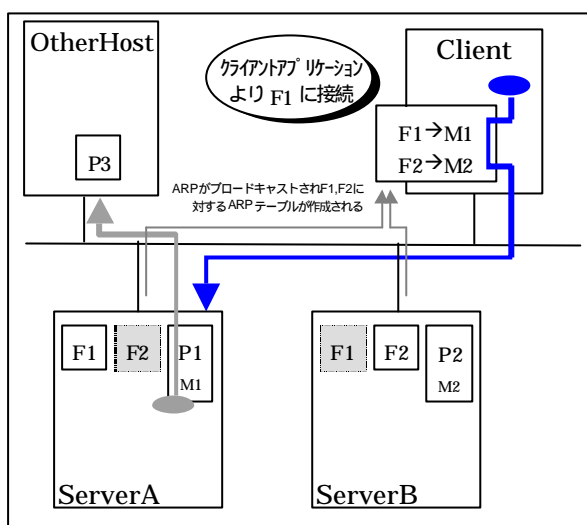 OtherHost
P3
クライアントアプリケーション
より F1 に接続
Client
F1→M1
F2→M2
ARPがブロードキャストされF1,F2に
対するARPテーブルが作成される
F1
F2
P1
M1
ServerA
F1
F2
P2
M2
ServerB